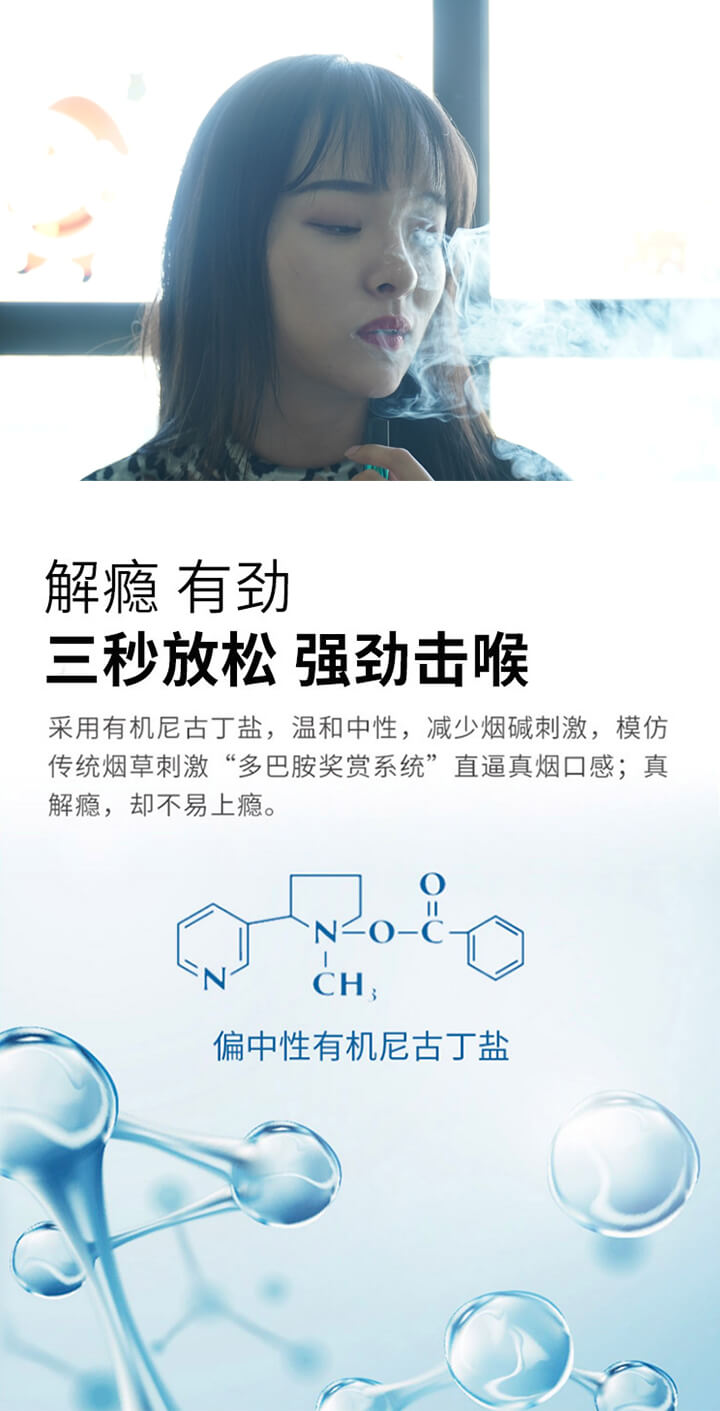 解瘾 有劲
三秒放松 强劲击喉
采用有机尼古丁盐，温和中性，减少烟碱刺激，模仿
传统烟草刺激“多巴胺奖赏系统”直逼真烟口感；真
解瘾，却不易上瘾。
O
N-O-C
N
CH3
偏中性有机尼古丁盐